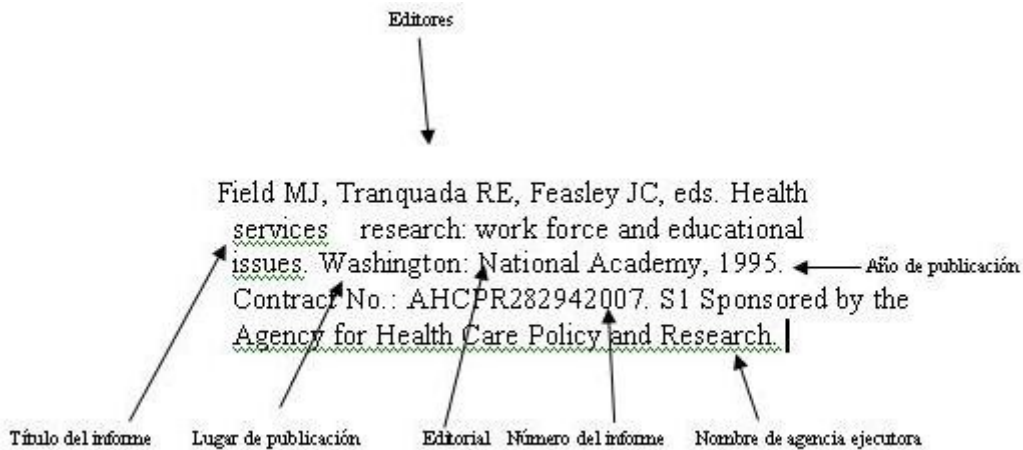 Editores
Field MJ, Tranquada RE, Feasley JC, eds. Health
services research: work force and educational
issues. Washington: National Academy, 1995.
Año de publicación
Contract No.: AHCPR282942007. S1 Sponsored by the
Agency for Health Care Policy and Research.
Título del informe
Lugar de publicación
Editorial
Número del informe
Nombre de agencia ejecutora